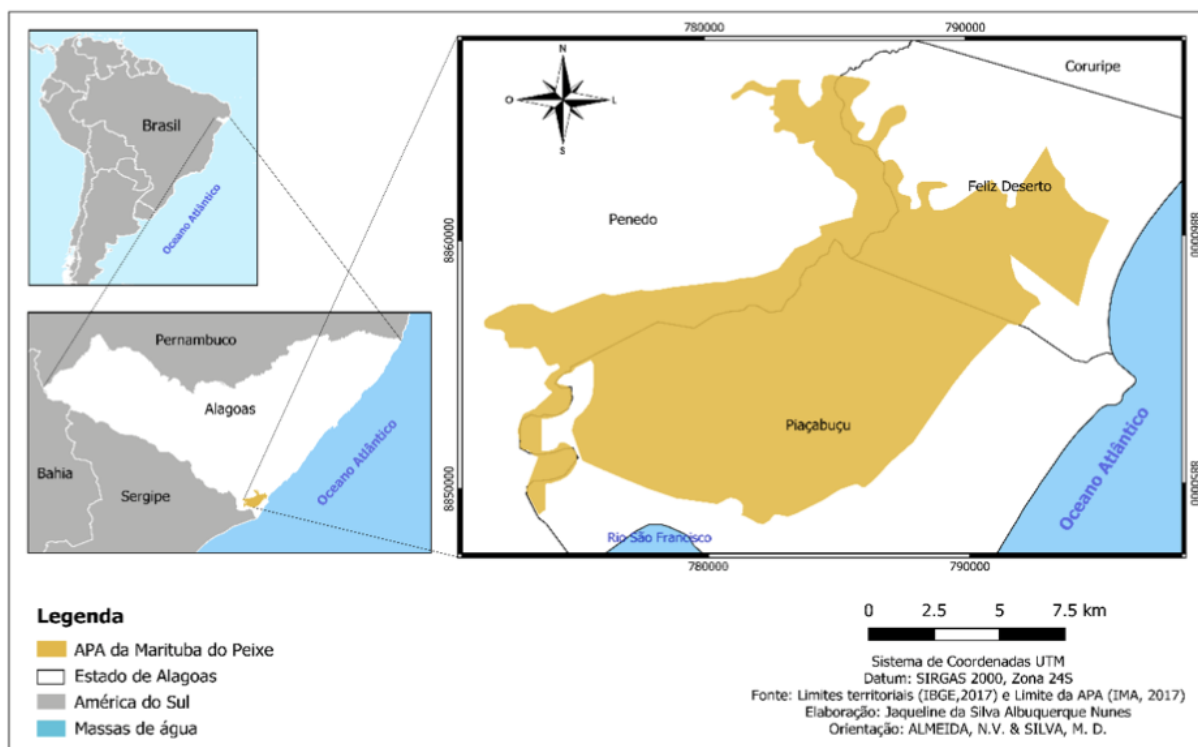 Brasil
Oceano Atlântico
Pernambuco
Alagoas
Bahia
Sergipe
Oceano Atlântico
780000
790000
N
O
L
S
Coruripe
Feliz Deserto
Penedo
8860000
8860000
Piaçabuçu
8850000
8850000
Oceano Atlântico
Rio São Francisco
780000
790000
Legenda
APA da Marituba do Peixe
Estado de Alagoas
América do Sul
Massas de água
0 2.5 5 7.5 km
Sistema de Coordenadas UTM
Datum: SIRGAS 2000, Zona 24S
Fonte: Limites territoriais (IBGE,2017) e Limite da APA (IMA, 2017)
Elaboração: Jaqueline da Silva Albuquerque Nunes
Orientação: ALMEIDA, N.V. & SILVA, M. D.